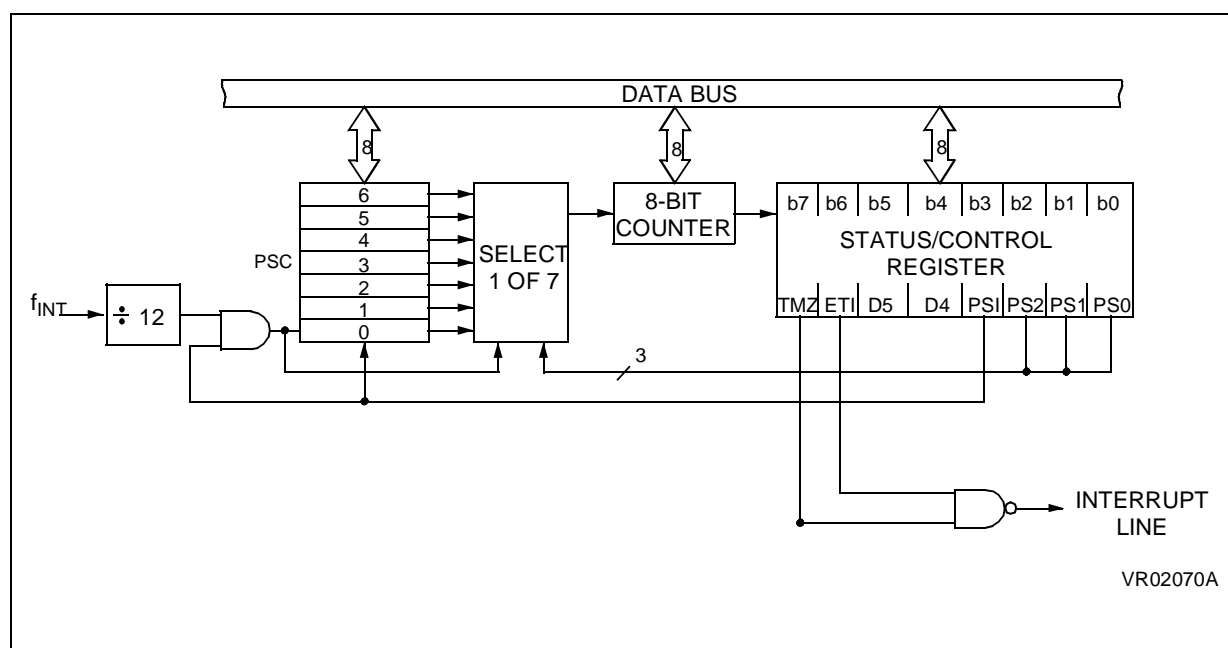 DATA BUS
8
8
8
6
5
4
3
2
1
0
PSC
SELECT
1 OF 7
8-BIT
COUNTER
b7 b6 b5 b4 b3 b2 b1 b0
STATUS/CONTROL
REGISTER
TMZ ETI D5 D4 PSI PS2 PS1 PS0
fINT
÷ 12
3
INTERRUPT
LINE
VR02070A